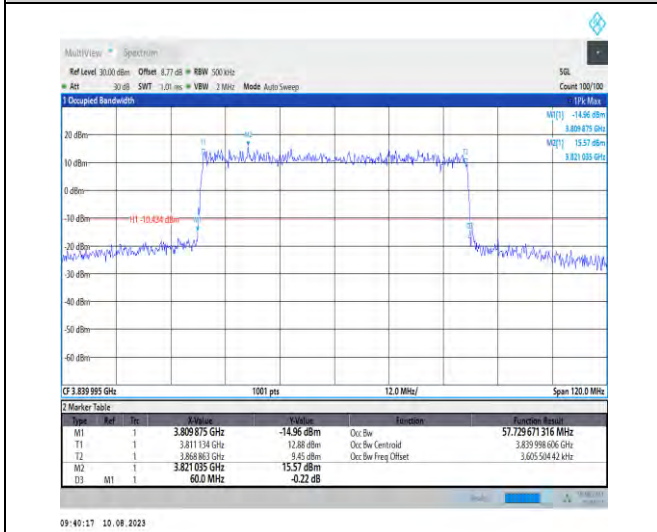 MultiView Spectrum
Ref Level 30.00 dBm Offset 8.77 dB RBW 500 kHz SGL
Att 30 dB SWT 1.01 ms VBW 2 MHz Mode Auto Sweep Count 100/100
1 Occupied Bandwidth 1Pk Max
M1[1] -14.96 dBm
3.809 875 GHz
M2[1] 15.57 dBm
3.821 035 GHz
20 dBm
10 dBm
0 dBm
-10 dBm
H1 -10.434 dBm
-20 dBm
-30 dBm
-40 dBm
-50 dBm
-60 dBm
T1
M2
CF 3.839 995 GHz 1001 pts 12.0 MHz/ Span 120.0 MHz
2 Marker Table
Type Ref Trc X-Value Y-Value Function Function Result
M1 1 3.809 875 GHz -14.96 dBm Occ Bw 57.729 671 316 MHz
T1 1 3.811 134 GHz 12.88 dBm Occ Bw Centroid 3.839 998 606 GHz
T2 1 3.868 863 GHz 9.45 dBm Occ Bw Freq Offset 3.605 504 42 kHz
M2 1 3.821 035 GHz 15.57 dBm
D3 M1 1 60.0 MHz -0.22 dB
09:40:17 10.08.2023